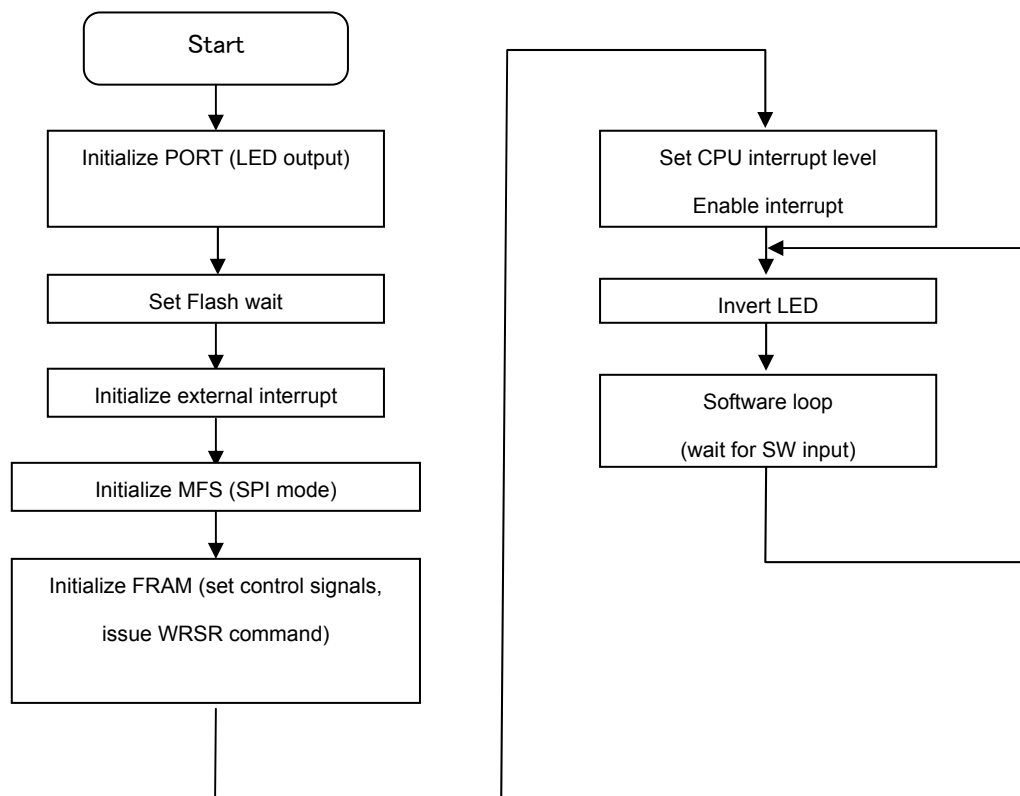 Start
Initialize PORT (LED output)
Set Flash wait
Initialize external interrupt
Initialize MFS (SPI mode)
Initialize FRAM (set control signals,
issue WRSR command)
Set CPU interrupt level
Enable interrupt
Invert LED
Software loop
(wait for SW input)